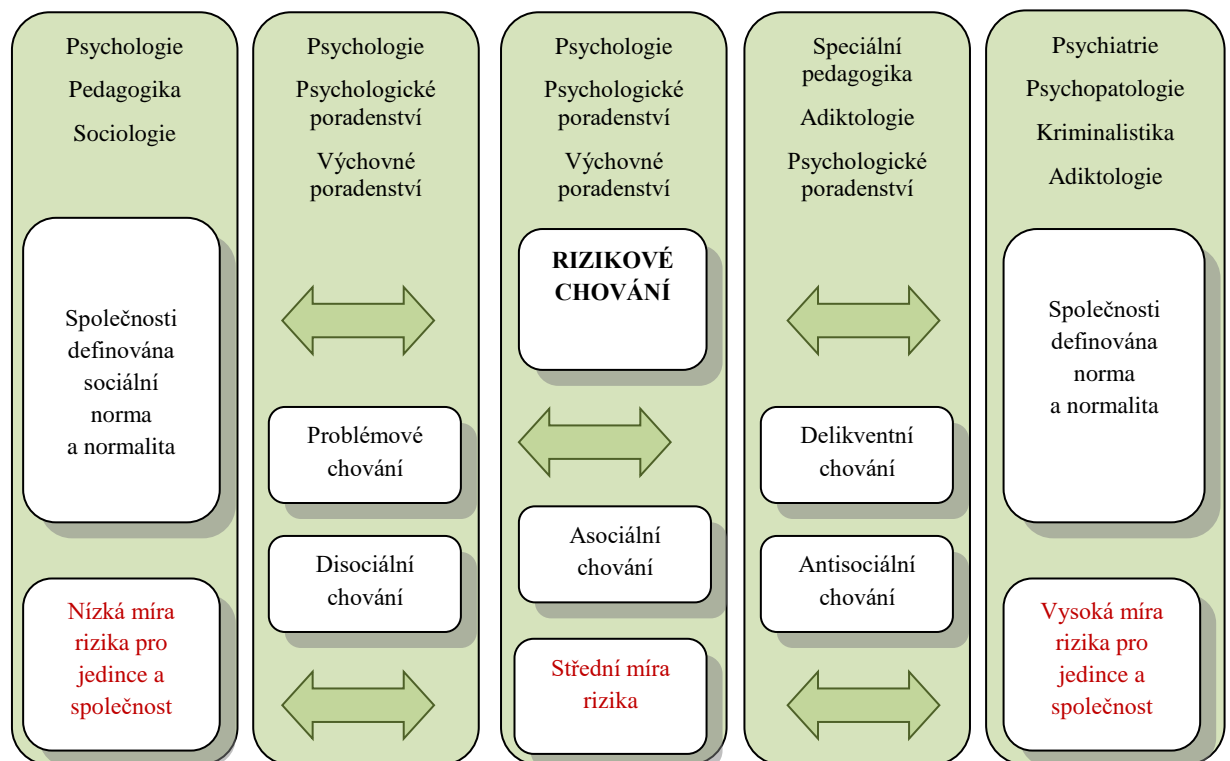 Psychologie
Pedagogika
Sociologie
Společnosti
definována
sociální
norma
a normalita
Nízká míra
rizika pro
jedince a
společnost
Psychologie
Psychologické
poradenství
Výchovné
poradenství
Problémové
chování
Disociální
chování
Psychologie
Psychologické
poradenství
Výchovné
poradenství
RIZIKOVÉ
CHOVÁNÍ
Asociální
chování
Střední míra
rizika
Speciální
pedagogika
Adiktologie
Psychologické
poradenství
Delikventní
chování
Antisociální
chování
Psychiatrie
Psychopatologie
Kriminalistika
Adiktologie
Společnosti
definována
norma
a normalita
Vysoká míra
rizika pro
jedince a
společnost